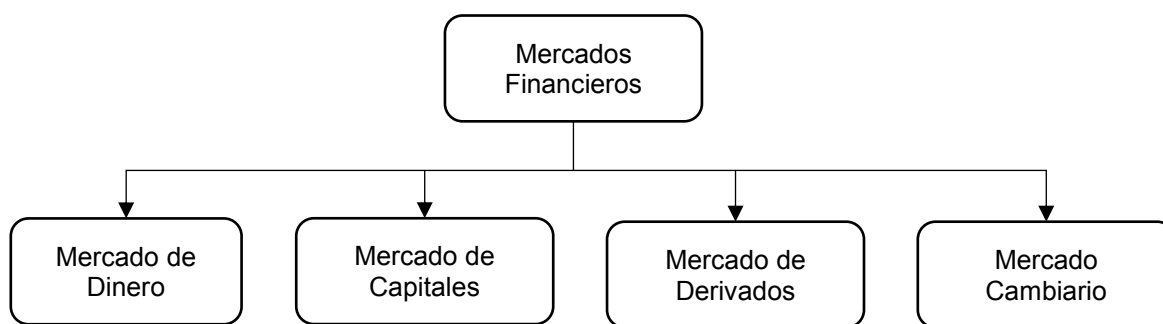 Mercados
Financieros
Mercado de
Dinero
Mercado de
Capitales
Mercado de
Derivados
Mercado
Cambiario